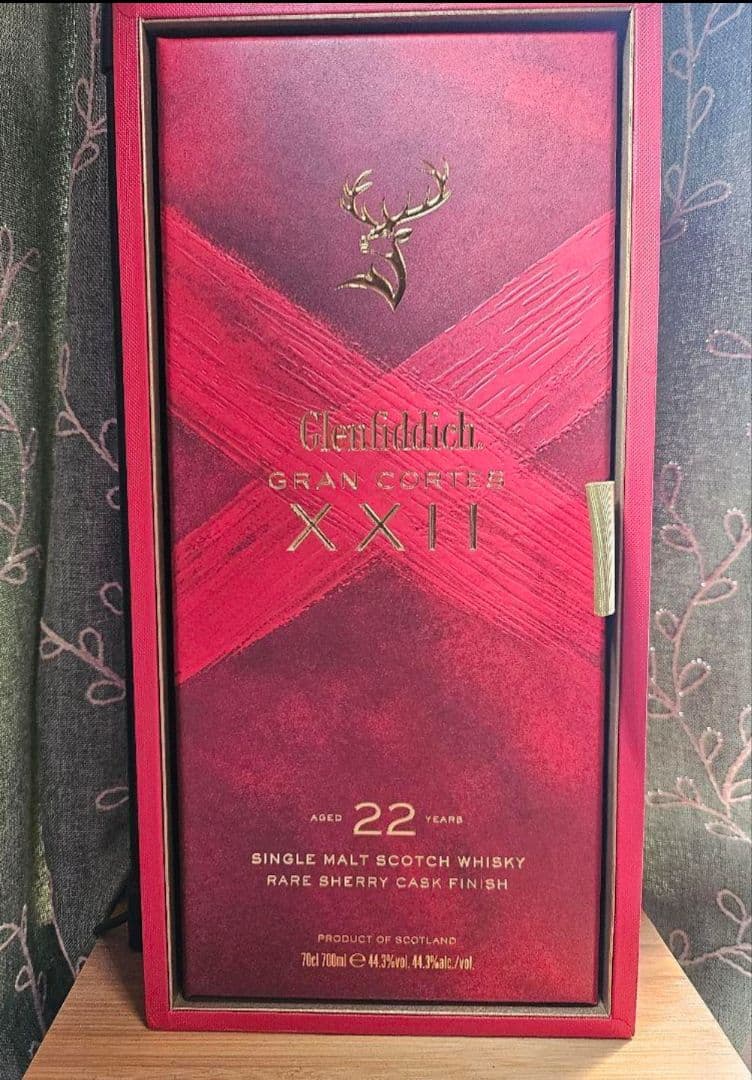 Glenfiddich.
GRAN CORTES
XXII
AGED 22 YEARS
SINGLE MALT SCOTCH WHISKY
RARE SHERRY CASK FINISH
PRODUCT OF SCOTLAND
70cl 700ml ℮ 44.3%vol. 44.3%alc./vol.